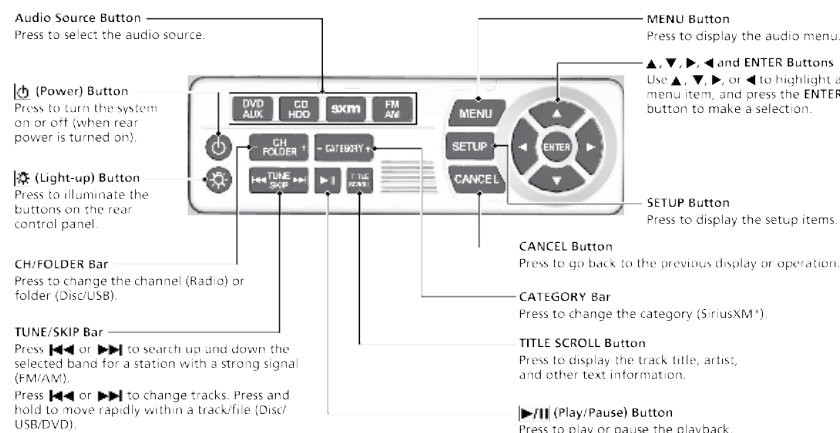 Audio Source Button
Press to select the audio source.
(Power) Button
Press to turn the system
on or off (when rear
power is turned on).
(Light-up) Button
Press to illuminate the
buttons on the rear
control panel.
CH/FOLDER Bar
Press to change the channel (Radio) or
folder (Disc/USB).
TUNE/SKIP Bar
Press |◀◀ or ▶▶| to search up and down the
selected band for a station with a strong signal
(FM/AM).
Press |◀◀ or ▶▶| to change tracks. Press and
hold to move rapidly within a track/file (Disc/
USB/DVD).
DVD
AUX
CD
HDD
sxm
FM
AM
- CH
FOLDER +
- CATEGORY +
|◀◀ TUNE
SKIP ▶▶|
▶||
TITLE
SCROLL
MENU
SETUP
CANCEL
▲
◀ ENTER ▶
▼
MENU Button
Press to display the audio menu.
▲, ▼, ▶, ◀ and ENTER Buttons
Use ▲, ▼, ▶, or ◀ to highlight a
menu item, and press the ENTER
button to make a selection.
SETUP Button
Press to display the setup items.
CANCEL Button
Press to go back to the previous display or operation.
CATEGORY Bar
Press to change the category (SiriusXM*).
TITLE SCROLL Button
Press to display the track title, artist,
and other text information.
▶/|| (Play/Pause) Button
Press to play or pause the playback.